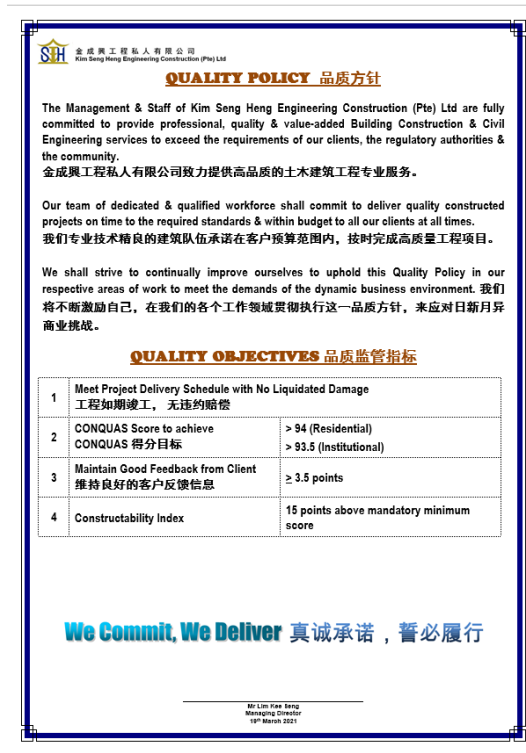 SKH
金成興工程私人有限公司
Kim Seng Heng Engineering Construction (Pte) Ltd
QUALITY POLICY 品质方针
The Management & Staff of Kim Seng Heng Engineering Construction (Pte) Ltd are fully
committed to provide professional, quality & value-added Building Construction & Civil
Engineering services to exceed the requirements of our clients, the regulatory authorities &
the community.
金成興工程私人有限公司致力提供高品质的土木建筑工程专业服务。
Our team of dedicated & qualified workforce shall commit to deliver quality constructed
projects on time to the required standards & within budget to all our clients at all times.
我们专业技术精良的建筑队伍承诺在客户预算范围内，按时完成高质量工程项目。
We shall strive to continually improve ourselves to uphold this Quality Policy in our
respective areas of work to meet the demands of the dynamic business environment. 我们
将不断激励自己，在我们的各个工作领域贯彻执行这一品质方针，来应对日新月异
商业挑战。
QUALITY OBJECTIVES 品质监管指标
1 Meet Project Delivery Schedule with No Liquidated Damage
工程如期竣工， 无违约赔偿
2 CONQUAS Score to achieve
CONQUAS 得分目标
> 94 (Residential)
> 93.5 (Institutional)
3 Maintain Good Feedback from Client
维持良好的客户反馈信息
≥ 3.5 points
4 Constructability Index
15 points above mandatory minimum
score
We Commit, We Deliver 真诚承诺，誓必履行
Mr Lim Kee Seng
Managing Director
19th March 2021